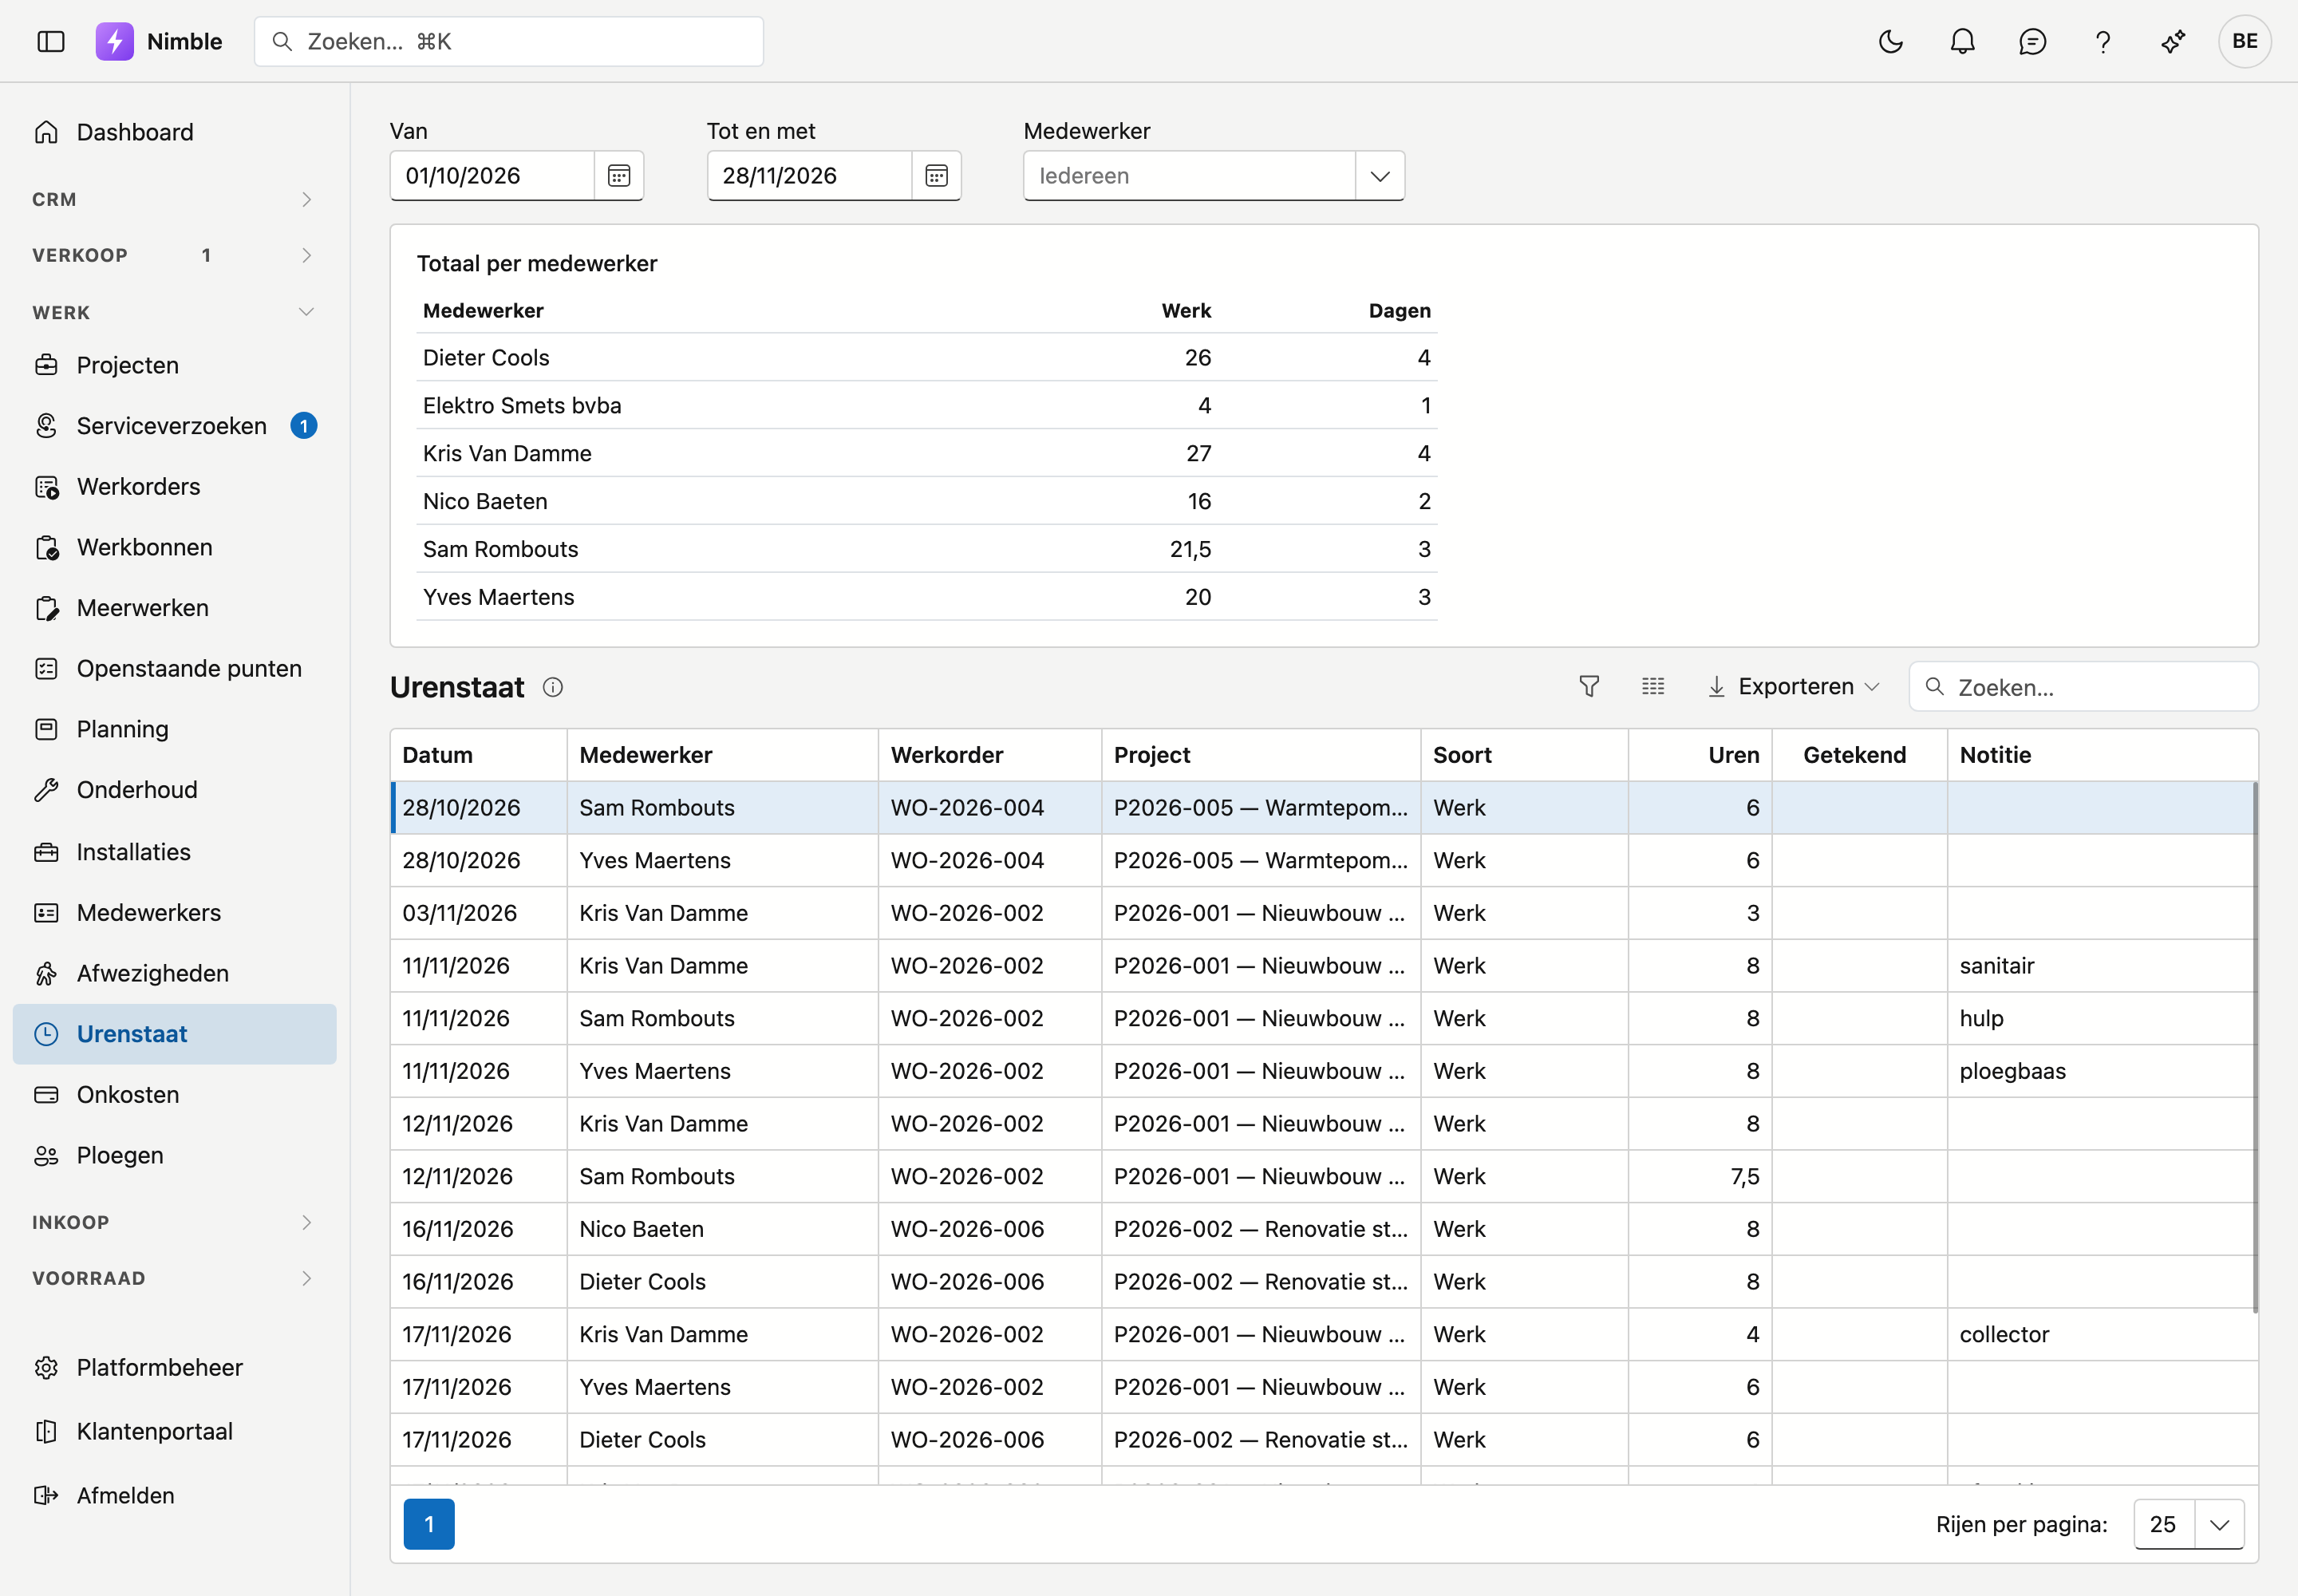 Nimble
Zoeken... ⌘K
BE
Dashboard
CRM
VERKOOP 1
WERK
Projecten
Serviceverzoeken 1
Werkorders
Werkbonnen
Meerwerken
Openstaande punten
Planning
Onderhoud
Installaties
Medewerkers
Afwezigheden
Urenstaat
Onkosten
Ploegen
INKOOP
VOORRAAD
Platformbeheer
Klantenportaal
Afmelden
Van Tot en met Medewerker
01/10/2026 28/11/2026 Iedereen
Totaal per medewerker
Medewerker Werk Dagen
Dieter Cools 26 4
Elektro Smets bvba 4 1
Kris Van Damme 27 4
Nico Baeten 16 2
Sam Rombouts 21,5 3
Yves Maertens 20 3
Urenstaat Exporteren Zoeken...
Datum Medewerker Werkorder Project Soort Uren Getekend Notitie
28/10/2026 Sam Rombouts WO-2026-004 P2026-005 — Warmtepom... Werk 6
28/10/2026 Yves Maertens WO-2026-004 P2026-005 — Warmtepom... Werk 6
03/11/2026 Kris Van Damme WO-2026-002 P2026-001 — Nieuwbouw ... Werk 3
11/11/2026 Kris Van Damme WO-2026-002 P2026-001 — Nieuwbouw ... Werk 8 sanitair
11/11/2026 Sam Rombouts WO-2026-002 P2026-001 — Nieuwbouw ... Werk 8 hulp
11/11/2026 Yves Maertens WO-2026-002 P2026-001 — Nieuwbouw ... Werk 8 ploegbaas
12/11/2026 Kris Van Damme WO-2026-002 P2026-001 — Nieuwbouw ... Werk 8
12/11/2026 Sam Rombouts WO-2026-002 P2026-001 — Nieuwbouw ... Werk 7,5
16/11/2026 Nico Baeten WO-2026-006 P2026-002 — Renovatie st... Werk 8
16/11/2026 Dieter Cools WO-2026-006 P2026-002 — Renovatie st... Werk 8
17/11/2026 Kris Van Damme WO-2026-002 P2026-001 — Nieuwbouw ... Werk 4 collector
17/11/2026 Yves Maertens WO-2026-002 P2026-001 — Nieuwbouw ... Werk 6
17/11/2026 Dieter Cools WO-2026-006 P2026-002 — Renovatie st... Werk 6
1 Rijen per pagina: 25